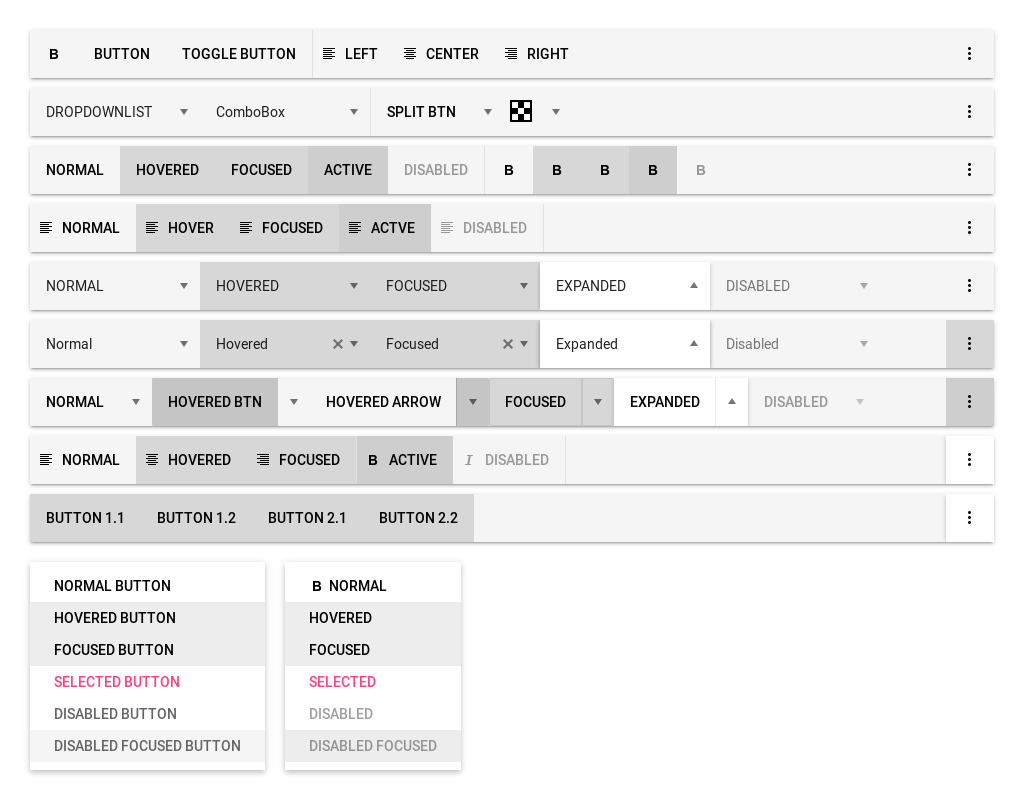 B BUTTON TOGGLE BUTTON LEFT CENTER RIGHT
DROPDOWNLIST ComboBox SPLIT BTN
NORMAL HOVERED FOCUSED ACTIVE DISABLED B B B B B
NORMAL HOVER FOCUSED ACTVE DISABLED
NORMAL HOVERED FOCUSED EXPANDED DISABLED
Normal Hovered Focused Expanded Disabled
NORMAL HOVERED BTN HOVERED ARROW FOCUSED EXPANDED DISABLED
NORMAL HOVERED FOCUSED B ACTIVE I DISABLED
BUTTON 1.1 BUTTON 1.2 BUTTON 2.1 BUTTON 2.2
NORMAL BUTTON
HOVERED BUTTON
FOCUSED BUTTON
SELECTED BUTTON
DISABLED BUTTON
DISABLED FOCUSED BUTTON
B NORMAL
HOVERED
FOCUSED
SELECTED
DISABLED
DISABLED FOCUSED